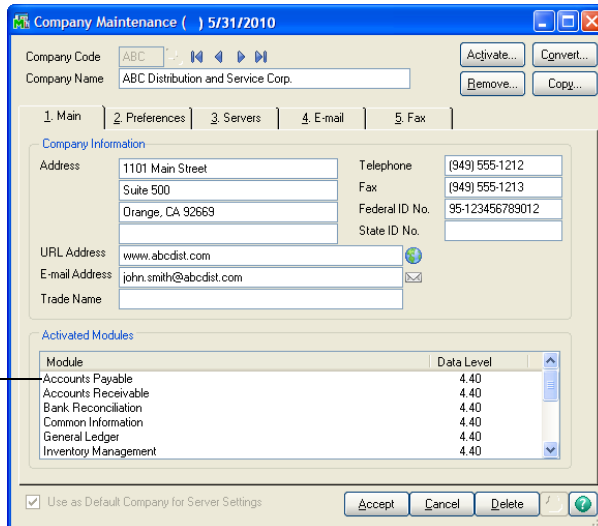 Company Maintenance ( ) 5/31/2010
Company Code ABC
Company Name ABC Distribution and Service Corp.
Activate... Convert...
Remove... Copy...
1. Main 2. Preferences 3. Servers 4. E-mail 5. Fax
Company Information
Address 1101 Main Street Telephone (949) 555-1212
Suite 500 Fax (949) 555-1213
Orange, CA 92669 Federal ID No. 95-123456789012
State ID No.
URL Address www.abcdist.com
E-mail Address john.smith@abcdist.com
Trade Name
Activated Modules
Module Data Level
Accounts Payable 4.40
Accounts Receivable 4.40
Bank Reconciliation 4.40
Common Information 4.40
General Ledger 4.40
Inventory Management 4.40
Use as Default Company for Server Settings Accept Cancel Delete